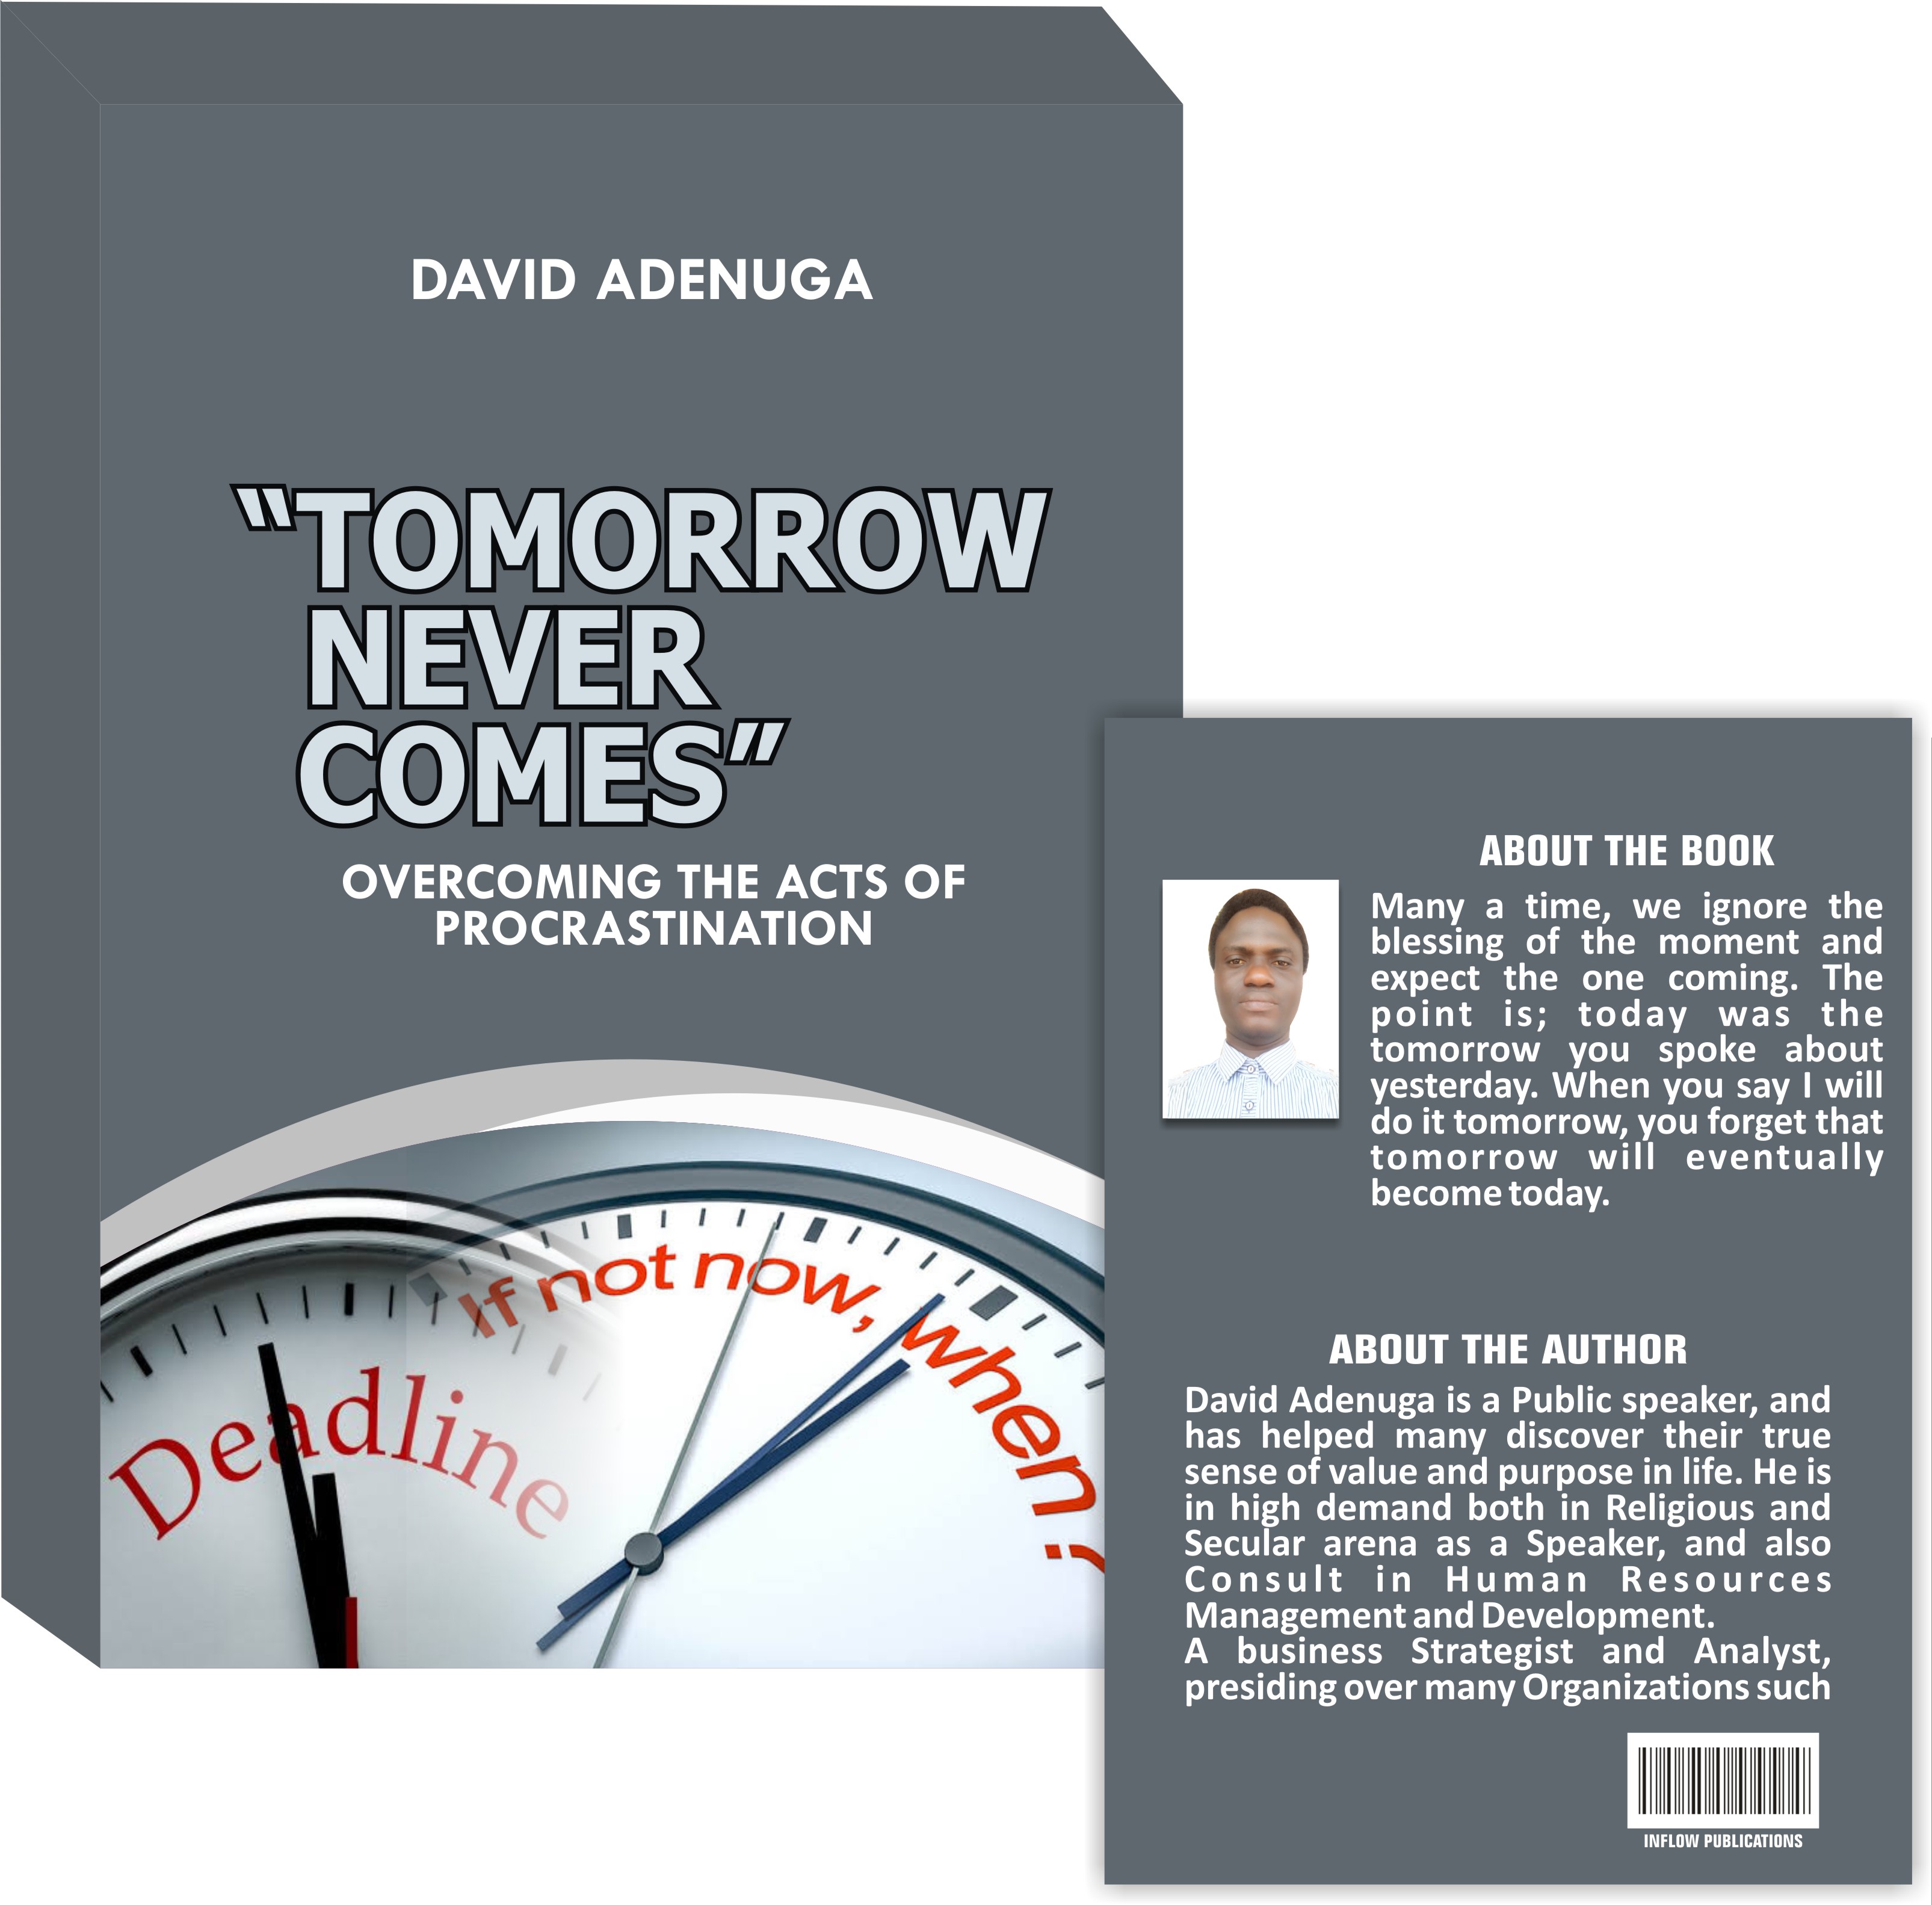 DAVID ADENUGA
“TOMORROW
NEVER
COMES”
OVERCOMING THE ACTS OF
PROCRASTINATION
If not now, when?
Deadline
ABOUT THE BOOK
Many a time, we ignore the
blessing of the moment and
expect the one coming. The
point is; today was the
tomorrow you spoke about
yesterday. When you say I will
do it tomorrow, you forget that
tomorrow will eventually
become today.
ABOUT THE AUTHOR
David Adenuga is a Public speaker, and
has helped many discover their true
sense of value and purpose in life. He is
in high demand both in Religious and
Secular arena as a Speaker, and also
Consult in Human Resources
Management and Development.
A business Strategist and Analyst,
presiding over many Organizations such
INFLOW PUBLICATIONS